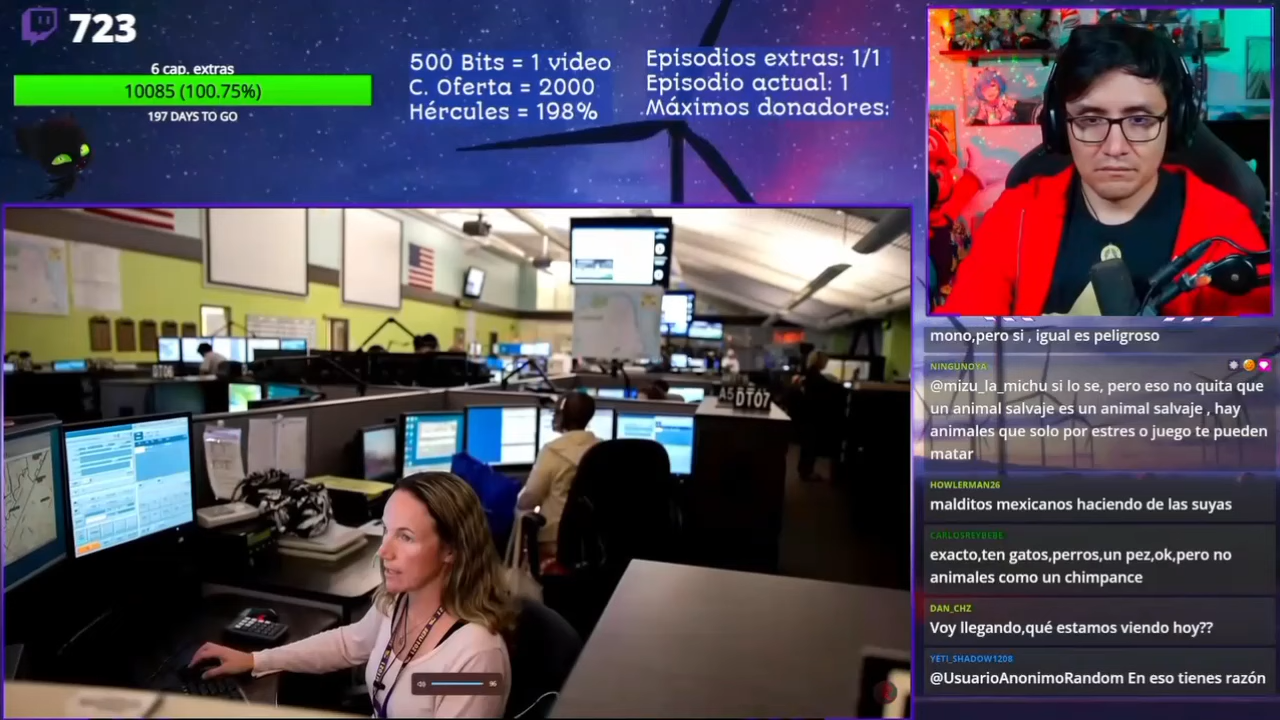 723
6 cap. extras
10085 (100.75%)
197 DAYS TO GO
500 Bits = 1 video
C. Oferta = 2000
Hércules = 198%
Episodios extras: 1/1
Episodio actual: 1
Máximos donadores:
A5 DT07
96
mono,pero si , igual es peligroso
NINGUNOYA
@mizu_la_michu si lo se, pero eso no quita que
un animal salvaje es un animal salvaje , hay
animales que solo por estres o juego te pueden
matar
HOWLERMAN26
malditos mexicanos haciendo de las suyas
CARLOSREYBEBE
exacto,ten gatos,perros,un pez,ok,pero no
animales como un chimpance
DAN_CHZ
Voy llegando,qué estamos viendo hoy??
YETI_SHADOW1208
@UsuarioAnonimoRandom En eso tienes razón